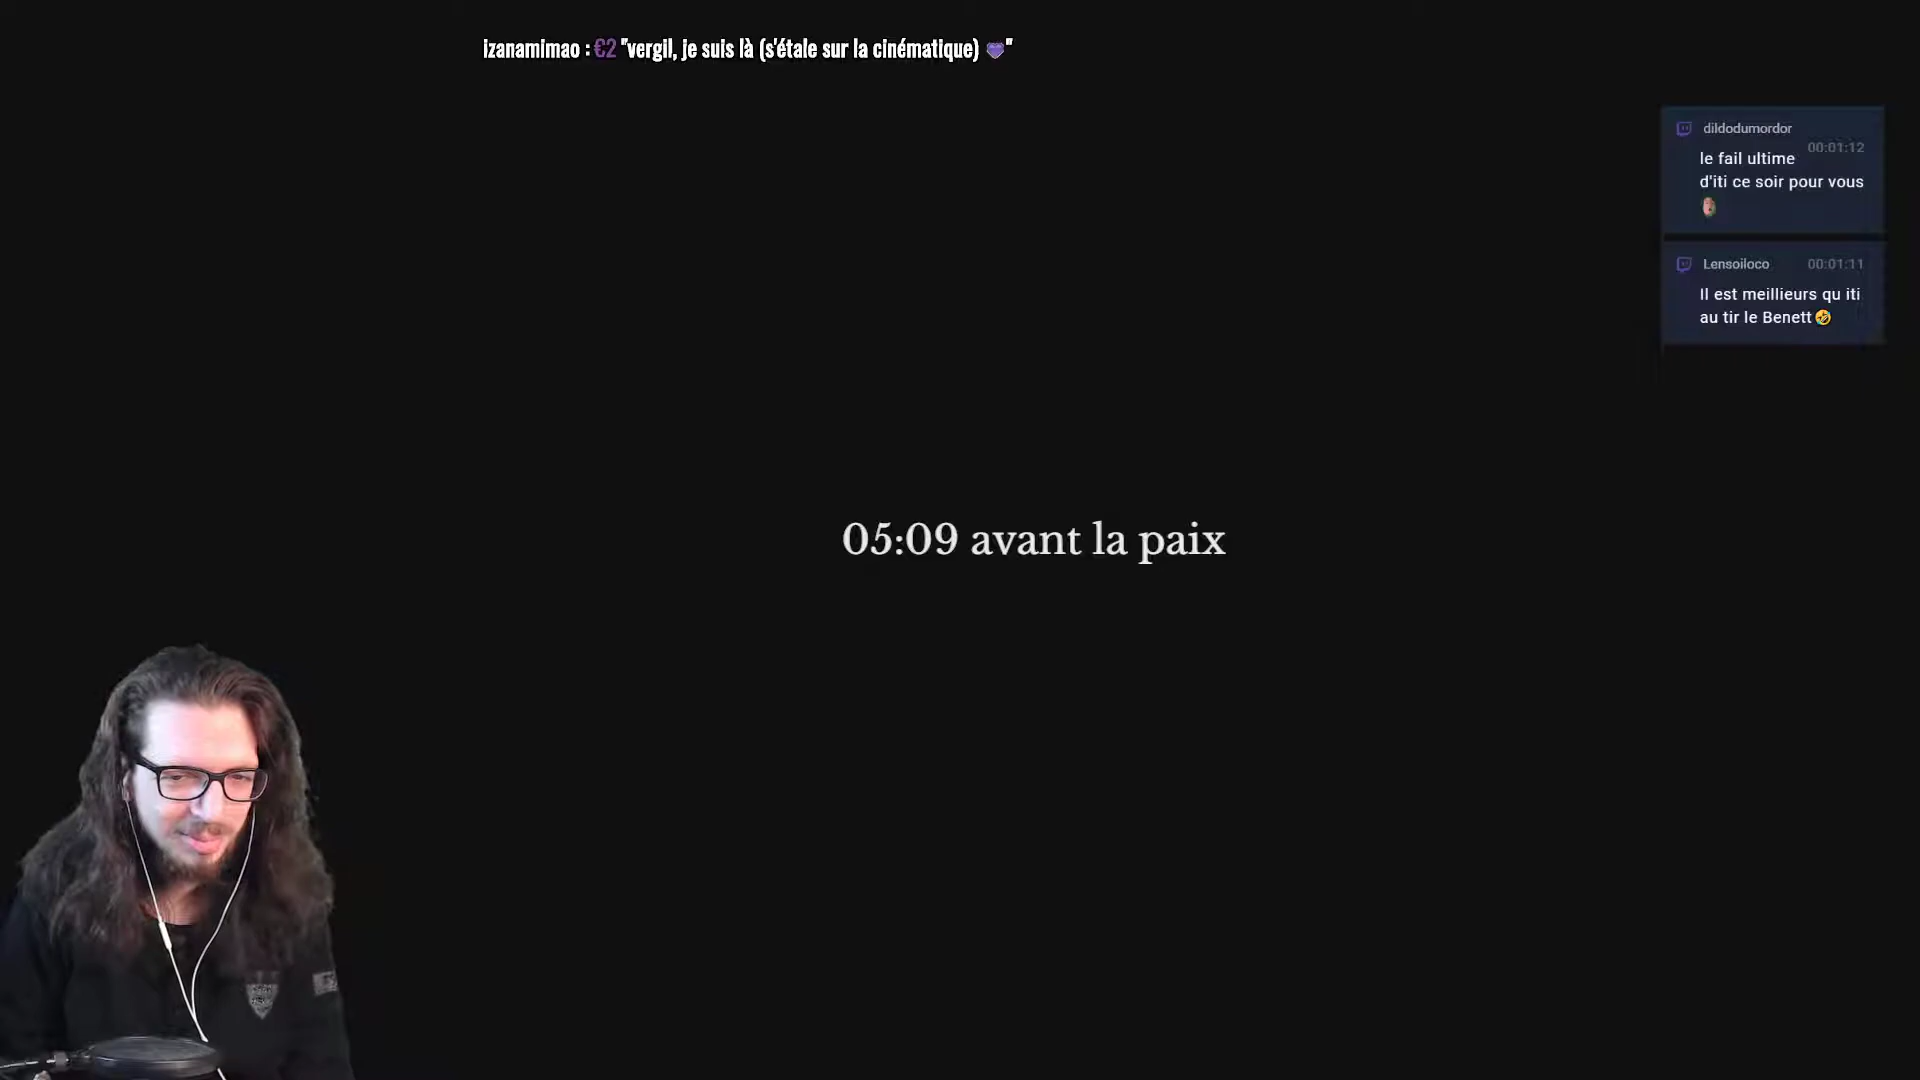 izanamimao : €2 "vergil, je suis là (s'étale sur la cinématique) 💜"
dildodumordor
00:01:12
le fail ultime
d'iti ce soir pour vous
Lensoiloco 00:01:11
Il est meillieurs qu iti
au tir le Benett🤣
05:09 avant la paix